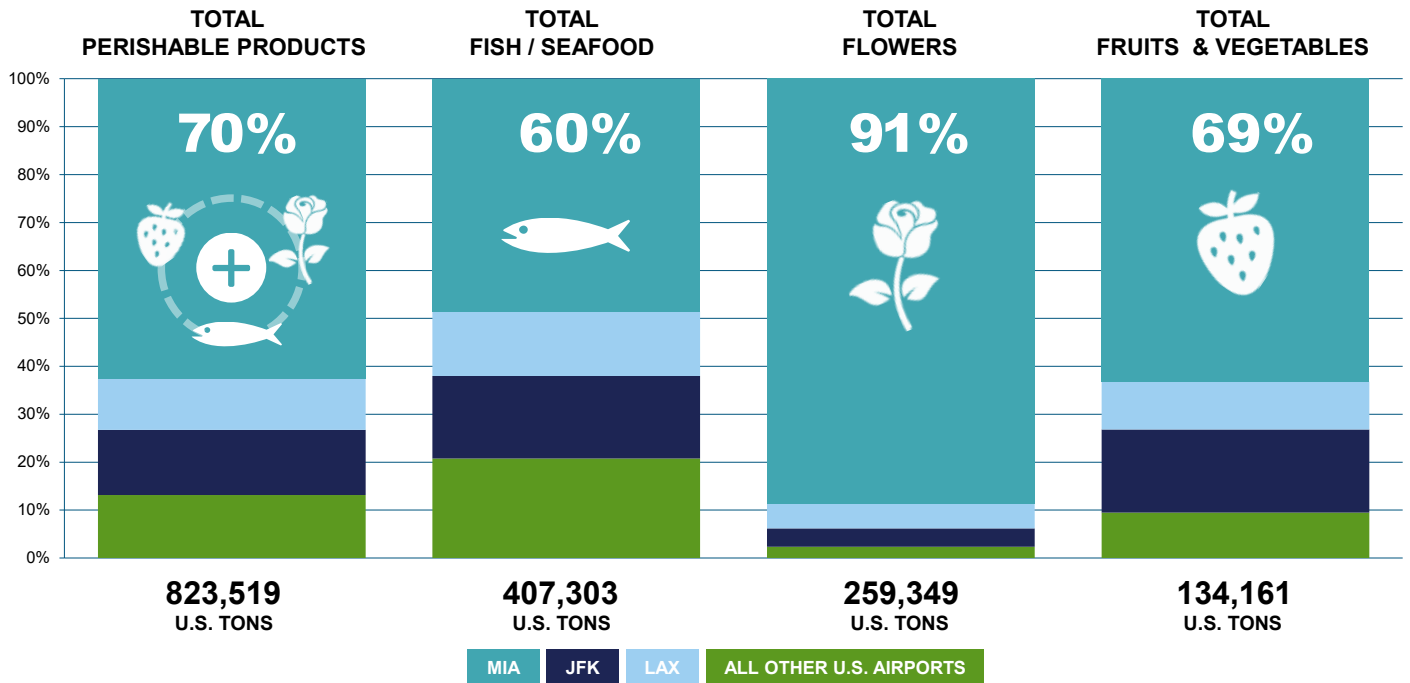 TOTAL
PERISHABLE PRODUCTS
TOTAL
FISH / SEAFOOD
TOTAL
FLOWERS
TOTAL
FRUITS & VEGETABLES
100%
90%
80%
70%
60%
50%
40%
30%
20%
10%
0%
70%
60%
91%
69%
823,519
U.S. TONS
407,303
U.S. TONS
259,349
U.S. TONS
134,161
U.S. TONS
MIA
JFK
LAX
ALL OTHER U.S. AIRPORTS